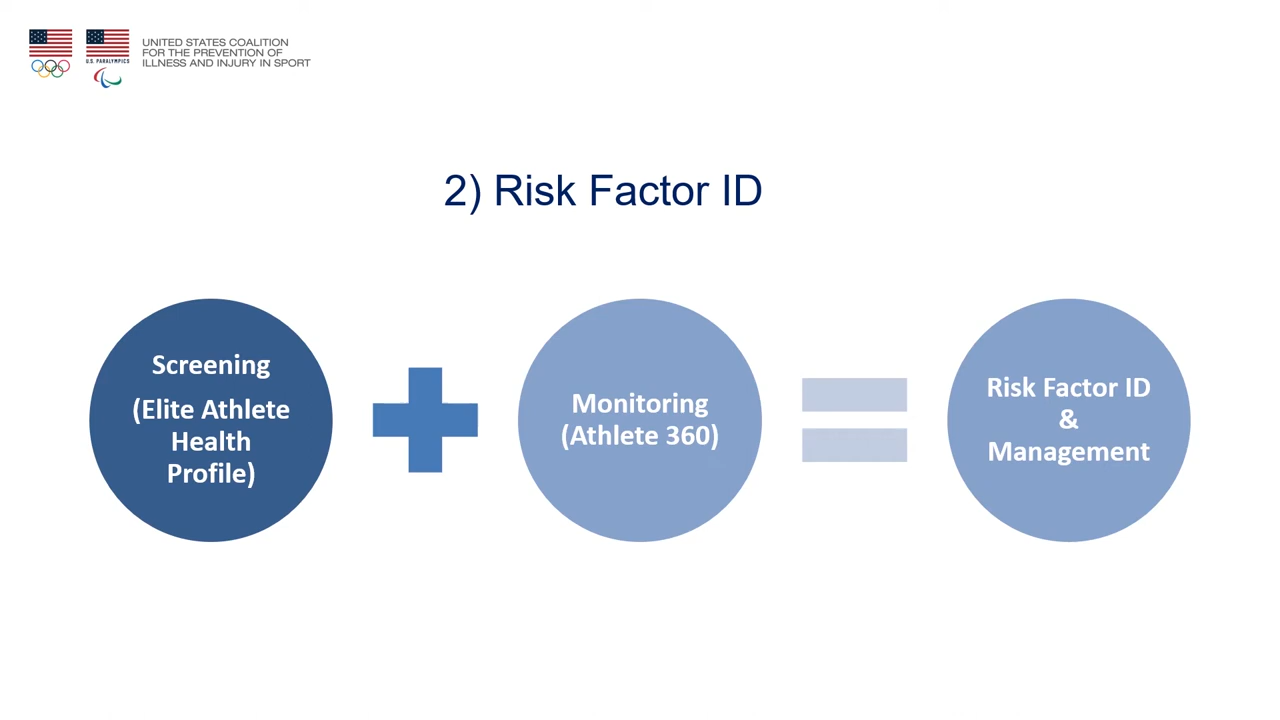 UNITED STATES COALITION
FOR THE PREVENTION OF
ILLNESS AND INJURY IN SPORT
U.S. PARALYMPICS
2) Risk Factor ID
Screening
(Elite Athlete
Health
Profile)
Monitoring
(Athlete 360)
Risk Factor ID
&
Management